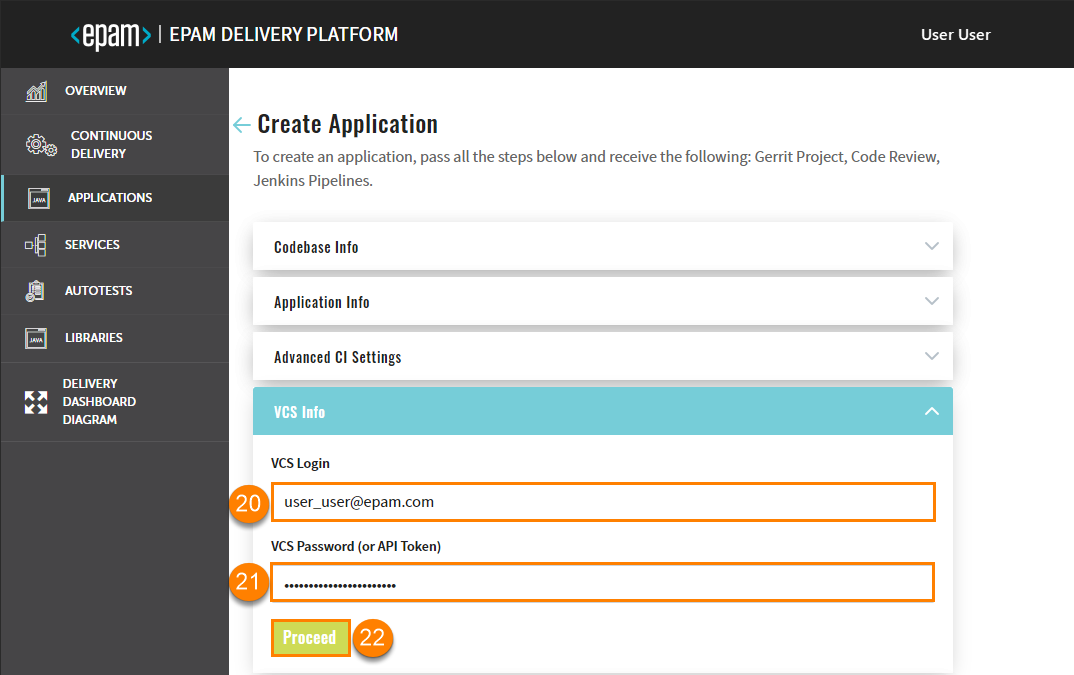 <epam> | EPAM DELIVERY PLATFORM
User User
OVERVIEW
CONTINUOUS
DELIVERY
JAVA
APPLICATIONS
SERVICES
AUTOTESTS
JAVA
LIBRARIES
DELIVERY
DASHBOARD
DIAGRAM
Create Application
To create an application, pass all the steps below and receive the following: Gerrit Project, Code Review,
Jenkins Pipelines.
Codebase Info
Application Info
Advanced CI Settings
VCS Info
VCS Login
20
user_user@epam.com
VCS Password (or API Token)
21
•••••••••••••••••••••••
Proceed
22